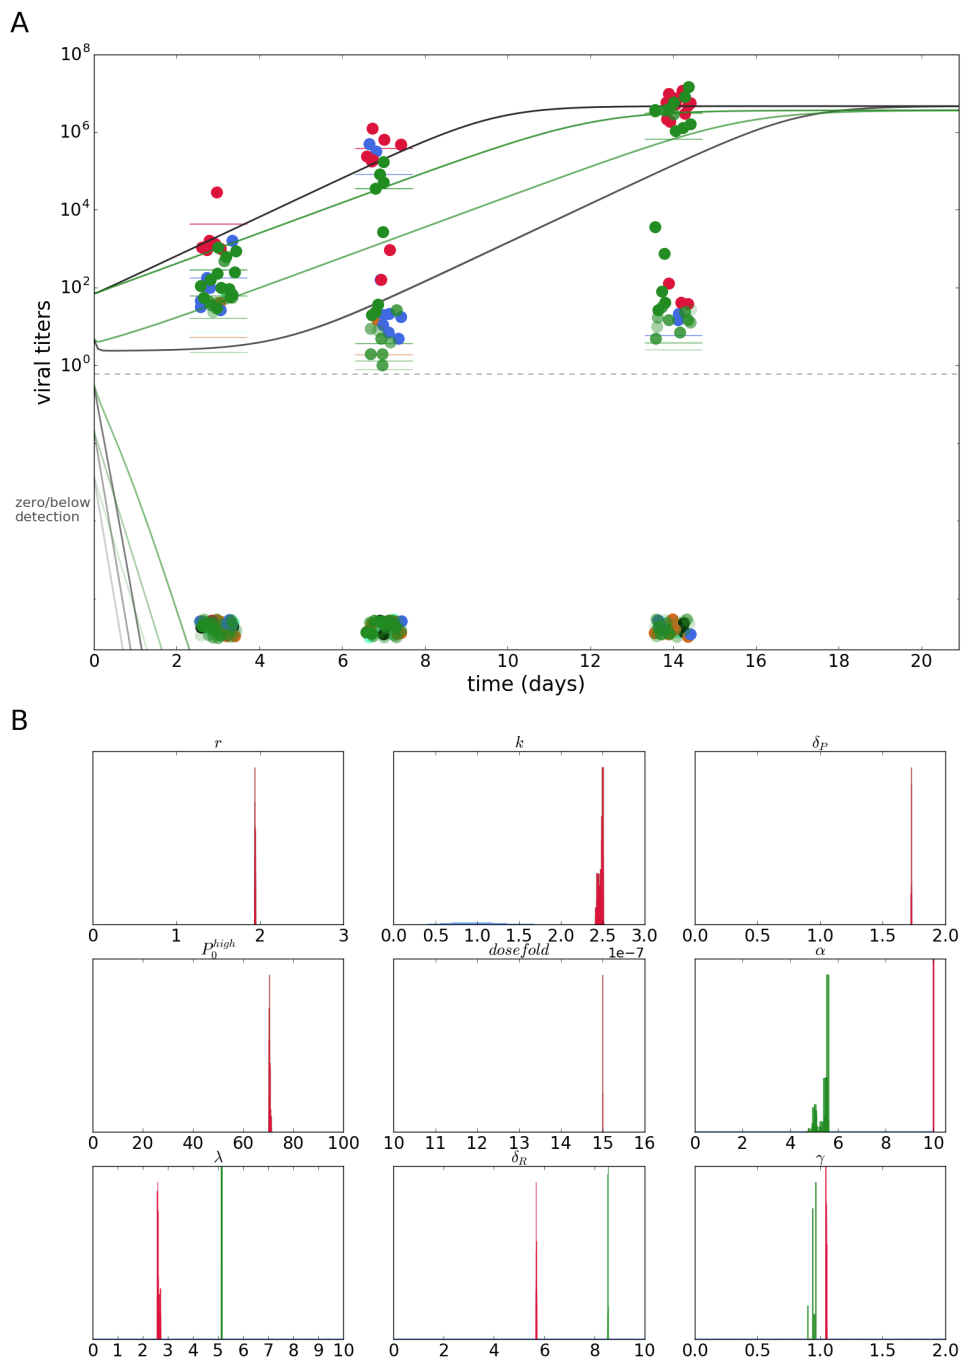 A
10^8
10^6
10^4
10^2
10^0
viral titers
zero/below
detection
0 2 4 6 8 10 12 14 16 18 20
time (days)
B
r k δ_P
0 1 2 3 0.0 0.5 1.0 1.5 2.0 2.5 3.0 0.0 0.5 1.0 1.5 2.0
1e-7
P_0^{high} dosefold α
0 20 40 60 80 100 10 11 12 13 14 15 16 0 2 4 6 8 10
λ δ_R γ
0 1 2 3 4 5 6 7 8 9 10 0 2 4 6 8 10 0.0 0.5 1.0 1.5 2.0